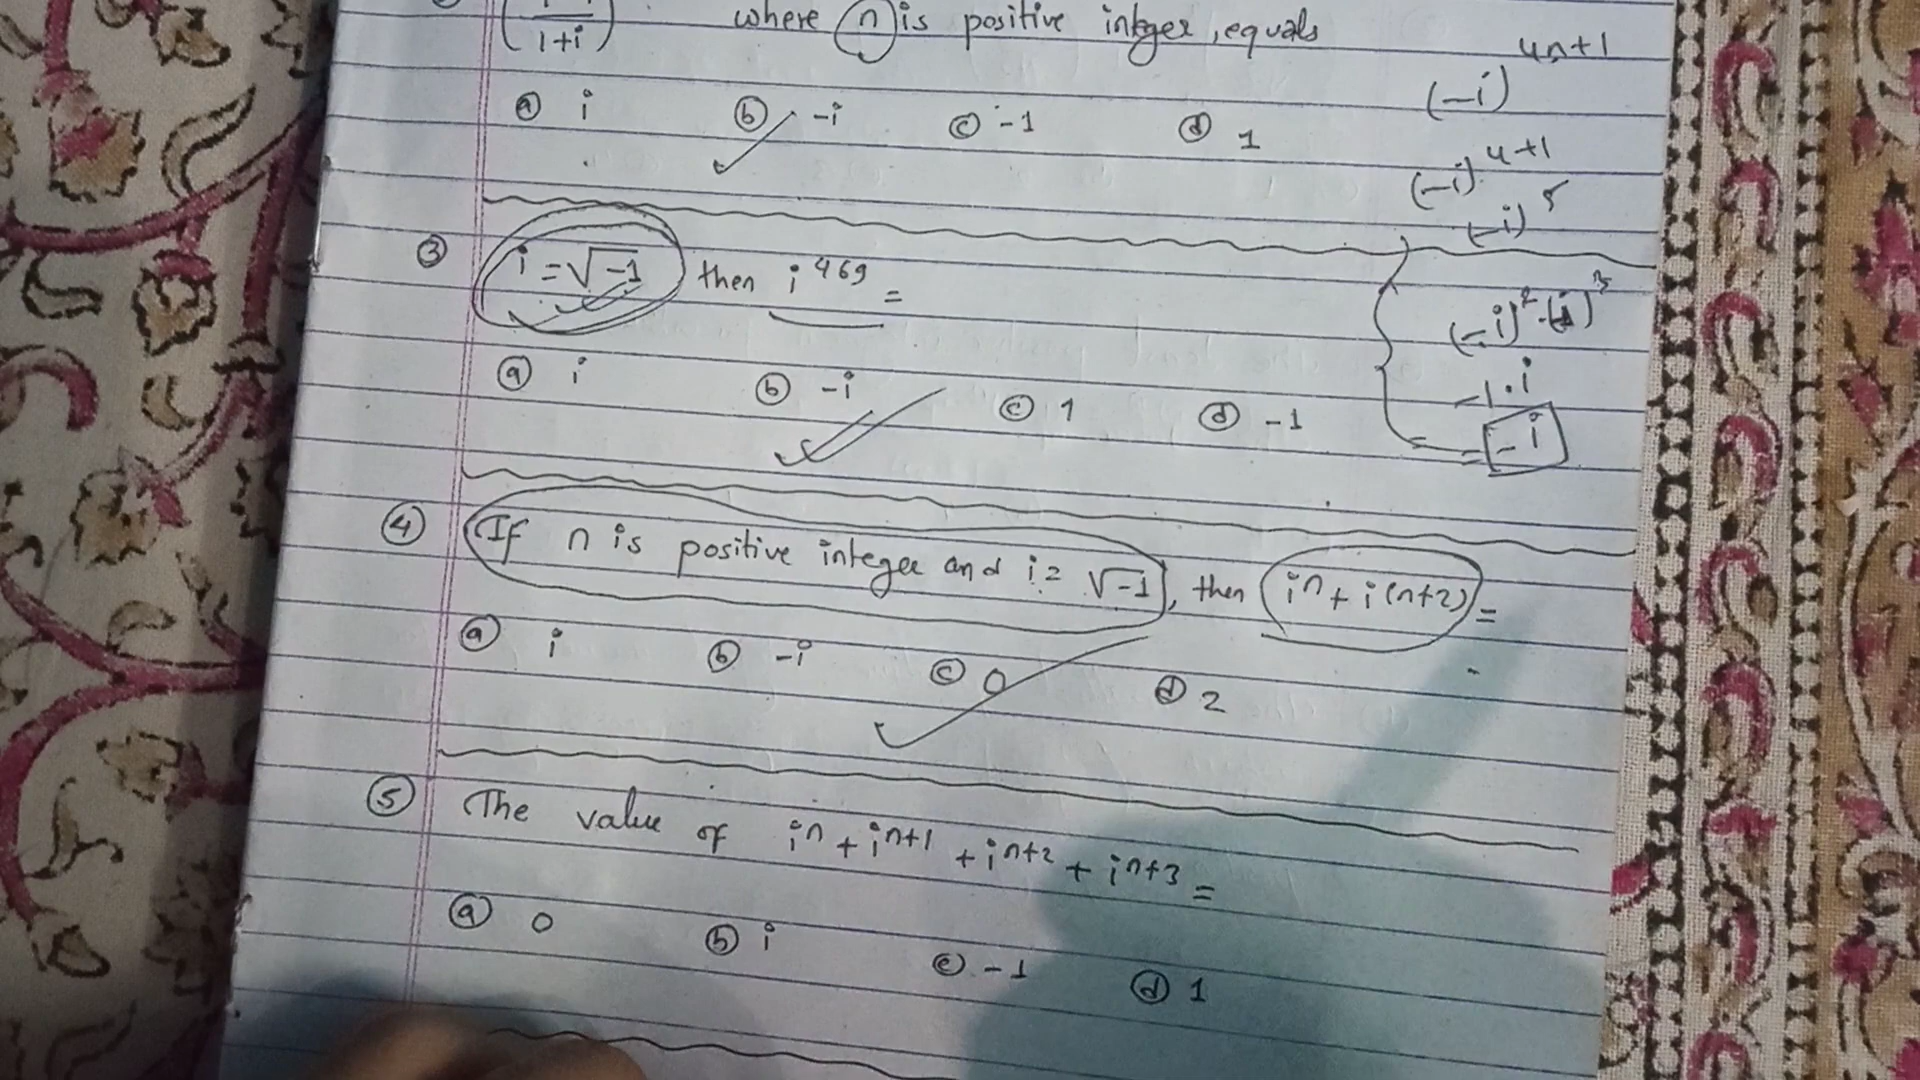 1+i where n is positive integer, equals
4n+1
(-i)
ⓐ i ⓑ -i ⓒ -1 ⓓ 1
(-i)^4+1
(-i)^5
③ i = √-1 then i^469 =
(-i)^2 . (-i)^3
-1 . i
= -i
ⓐ i ⓑ -i ⓒ 1 ⓓ -1
④ If n is positive integer and i = √-1, then i^n + i(n+2) =
ⓐ i ⓑ -i ⓒ 0 ⓓ 2
⑤ The value of i^n + i^n+1 + i^n+2 + i^n+3 =
ⓐ 0 ⓑ i ⓒ -1 ⓓ 1